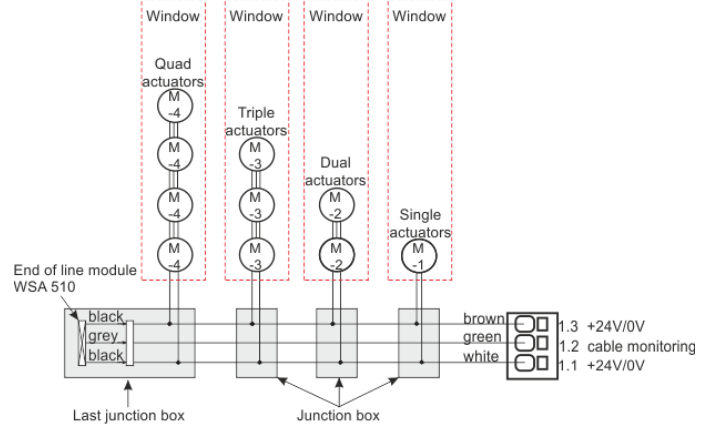 Window
Window
Window
Window
Quad
actuators
M
-4
M
-4
M
-4
M
-4
Triple
actuators
M
-3
M
-3
M
-3
Dual
actuators
M
-2
M
-2
Single
actuators
M
-1
End of line module
WSA 510
black
grey
black
brown
green
white
1.3 +24V/0V
1.2 cable monitoring
1.1 +24V/0V
Last junction box
Junction box